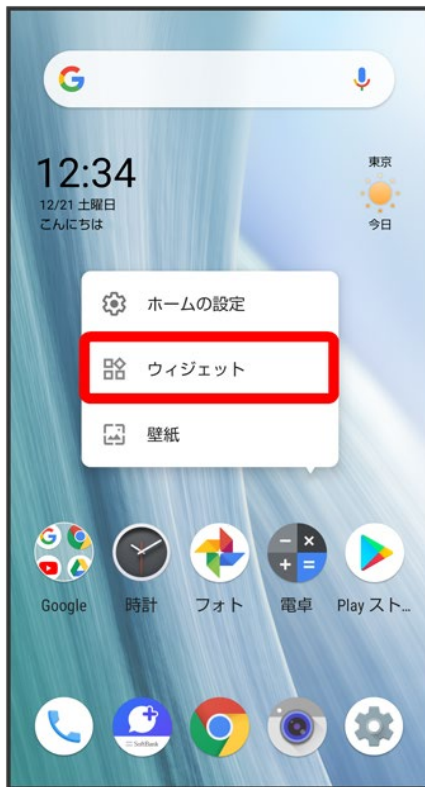 12:34
12/21 土曜日
こんにちは
東京
今日
ホームの設定
ウィジェット
壁紙
Google
時計
フォト
電卓
Play スト...
SoftBank